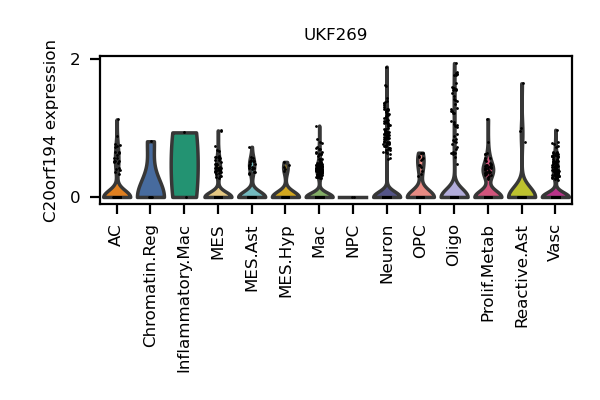 UKF269
C20orf194 expression
2
0
AC
Chromatin.Reg
Inflammatory.Mac
MES
MES.Ast
MES.Hyp
Mac
NPC
Neuron
OPC
Oligo
Prolif.Metab
Reactive.Ast
Vasc